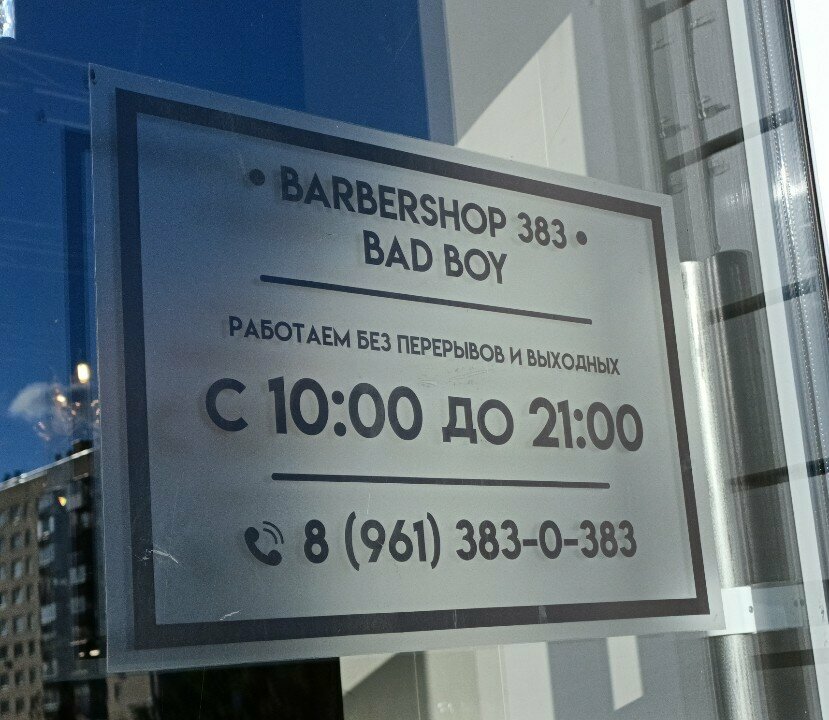 • BARBERSHOP 383 •
BAD BOY
РАБОТАЕМ БЕЗ ПЕРЕРЫВОВ И ВЫХОДНЫХ
С 10:00 ДО 21:00
8 (961) 383-0-383